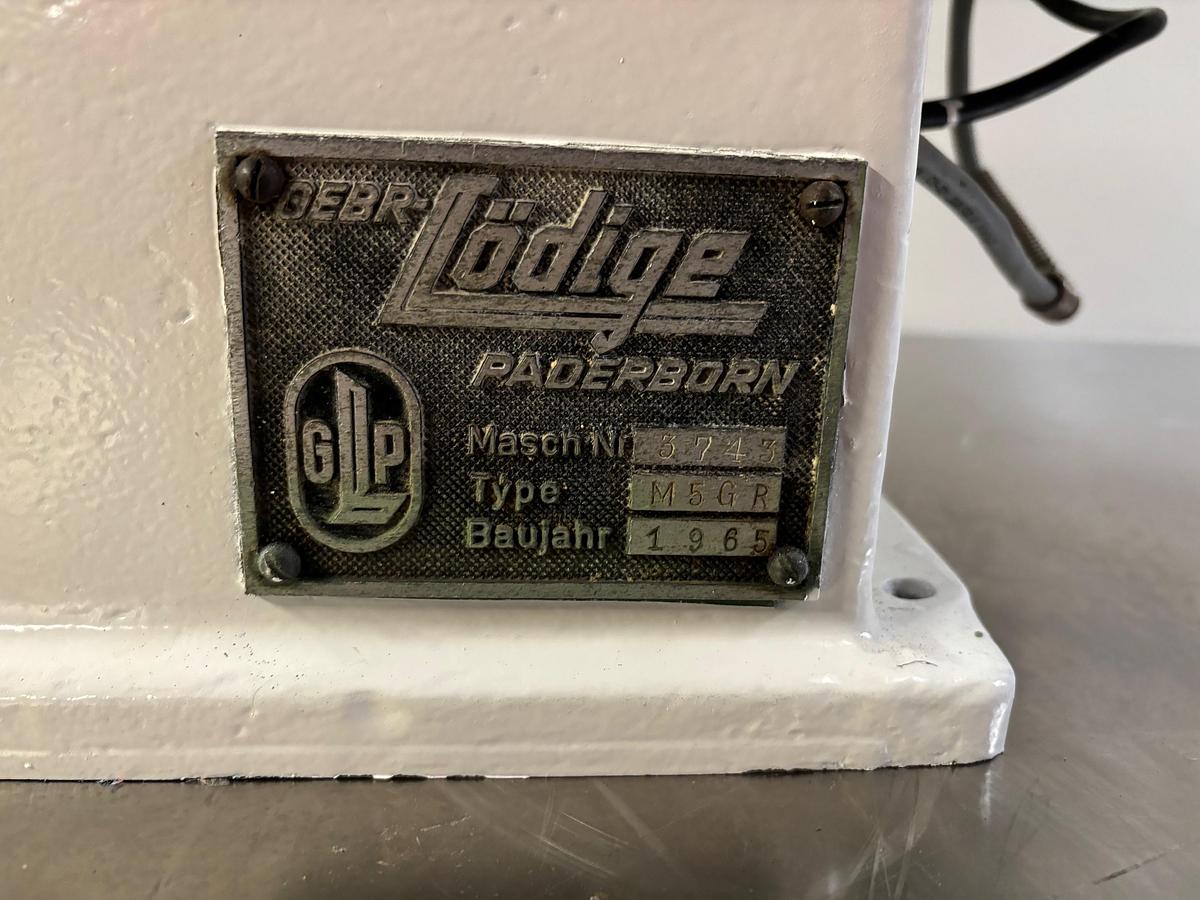 GEBR. Lödige
PADERBORN
GLP
Masch Nr 3743
Type M5GR
Baujahr 1965